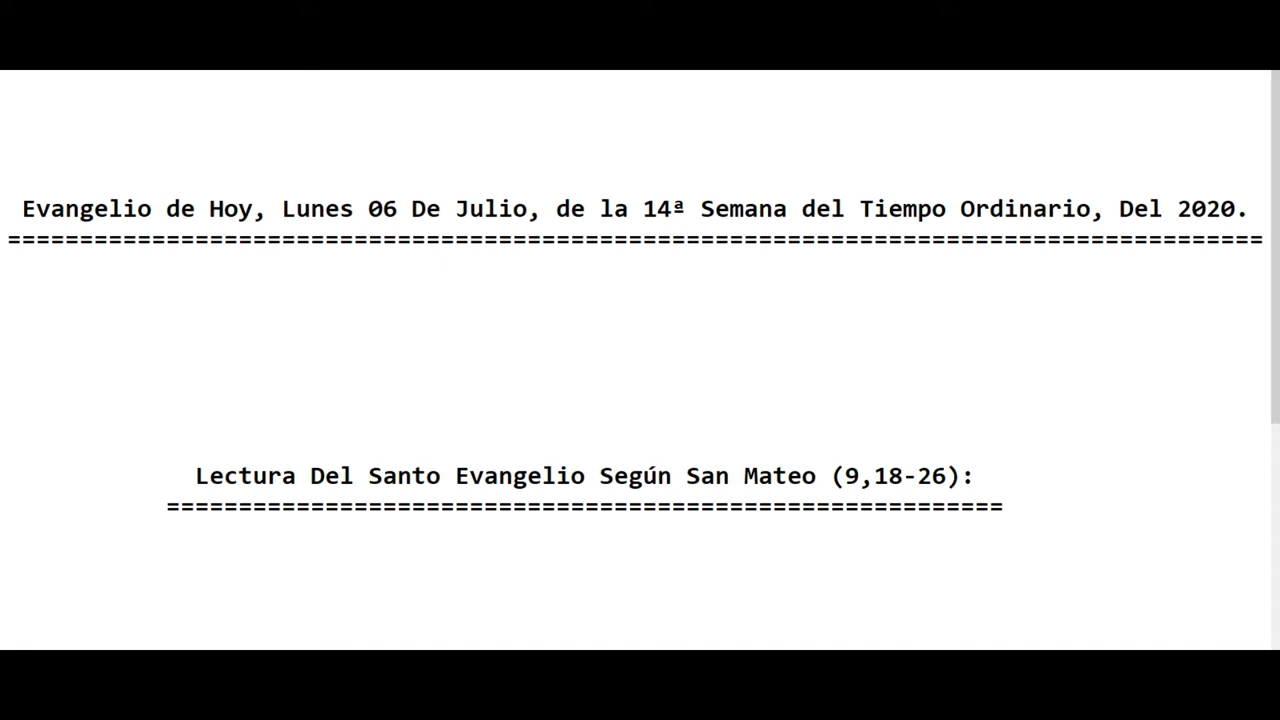 Evangelio de Hoy, Lunes 06 De Julio, de la 14ª Semana del Tiempo Ordinario, Del 2020.
=======================================================================================
Lectura Del Santo Evangelio Según San Mateo (9,18-26):
==========================================================